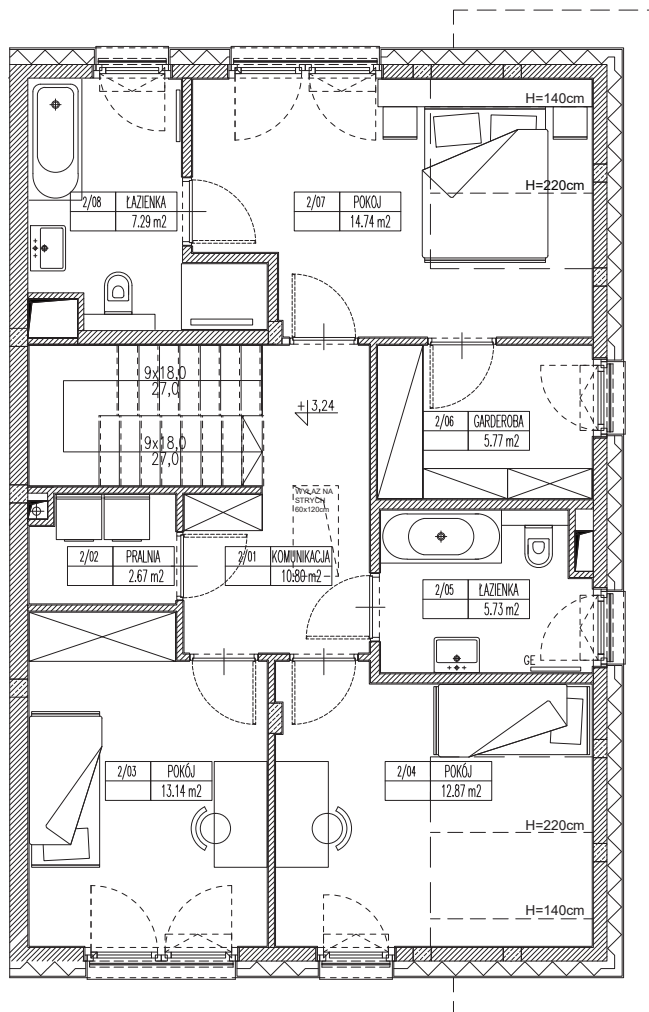 H=140cm
H=220cm
2/08 ŁAZIENKA
7.29 m2
2/07 POKÓJ
14.74 m2
9x18,0
27,0
+3,24
9x18,0
27,0
2/06 GARDEROBA
5.77 m2
WYŁAZ NA
STRYCH
60x120cm
2/02 PRALNIA
2.67 m2
2/01 KOMUNIKACJA
10.80 m2
2/05 ŁAZIENKA
5.73 m2
GE
2/03 POKÓJ
13.14 m2
2/04 POKÓJ
12.87 m2
H=220cm
H=140cm